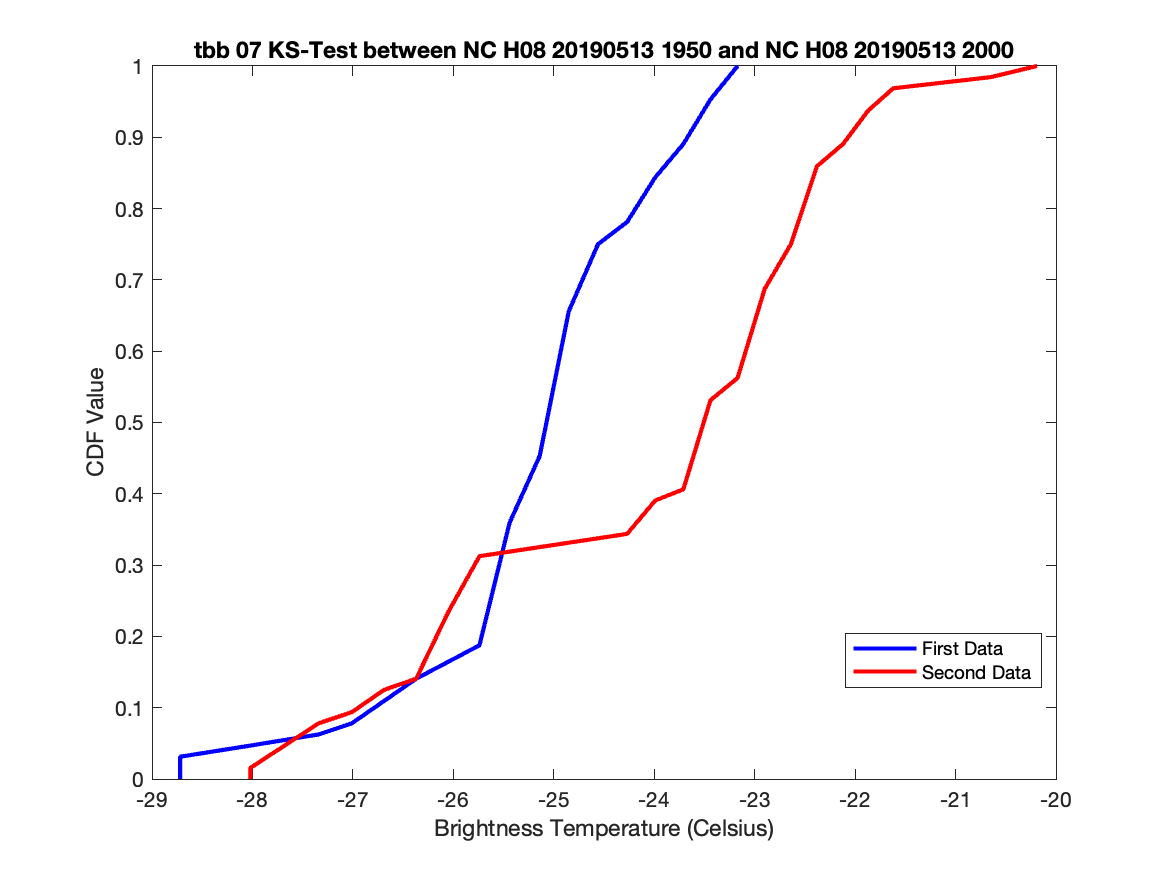 tbb 07 KS-Test between NC H08 20190513 1950 and NC H08 20190513 2000
1
0.9
0.8
0.7
0.6
0.5
0.4
0.3
0.2
0.1
0
CDF Value
First Data
Second Data
-29 -28 -27 -26 -25 -24 -23 -22 -21 -20
Brightness Temperature (Celsius)